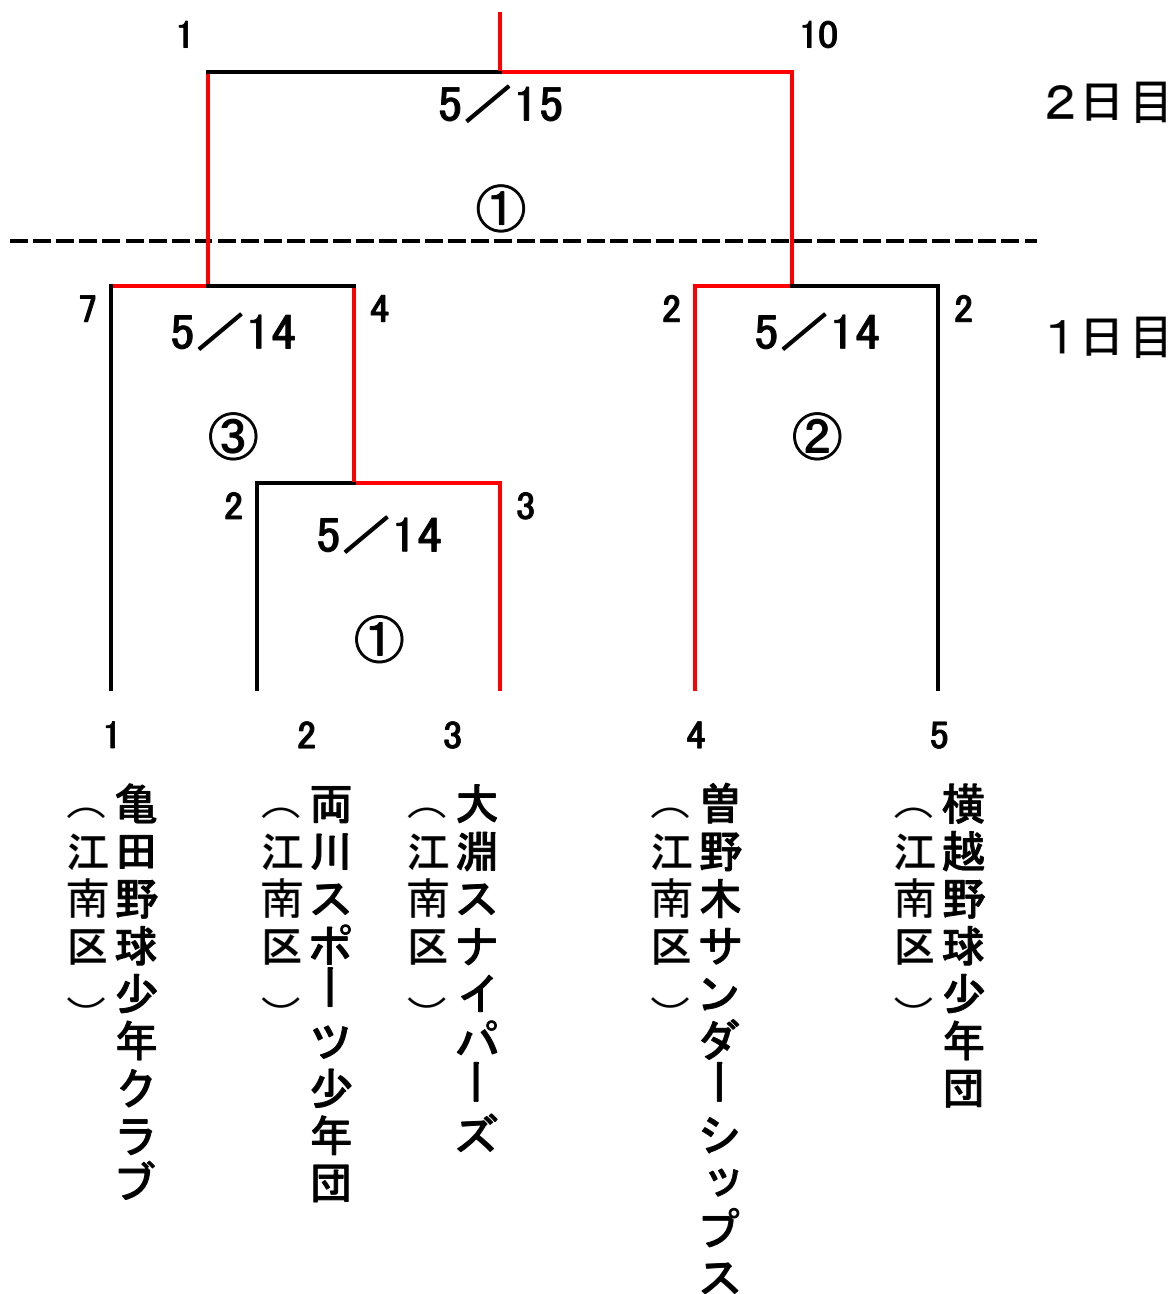 1
10
5／15
2日目
①
7
4
2
2
5／14
5／14
1日目
③
②
2
3
5／14
①
1
2
3
4
5
亀田野球少年クラブ
（江南区）
両川スポーツ少年団
（江南区）
大淵スナイパーズ
（江南区）
曽野木サンダーシップス
（江南区）
横越野球少年団
（江南区）